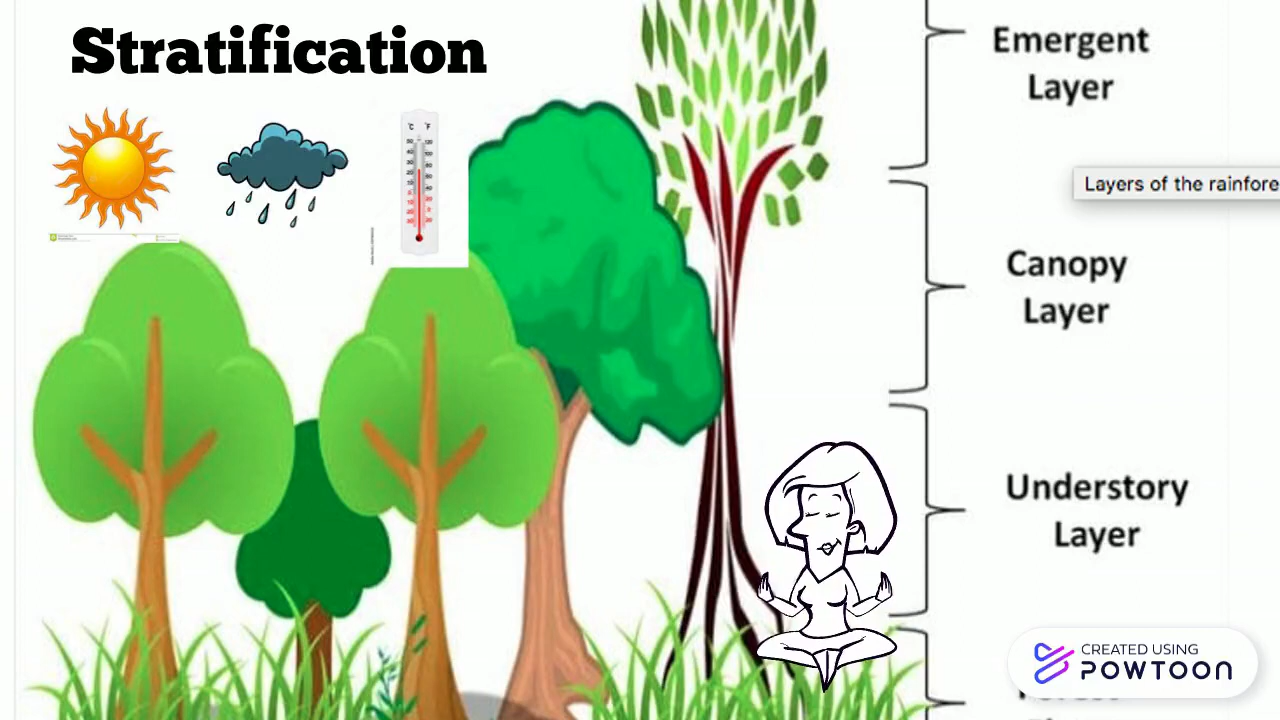 Stratification
Emergent
Layer
Layers of the rainfore
Canopy
Layer
Understory
Layer
CREATED USING
POWTOON
°C °F